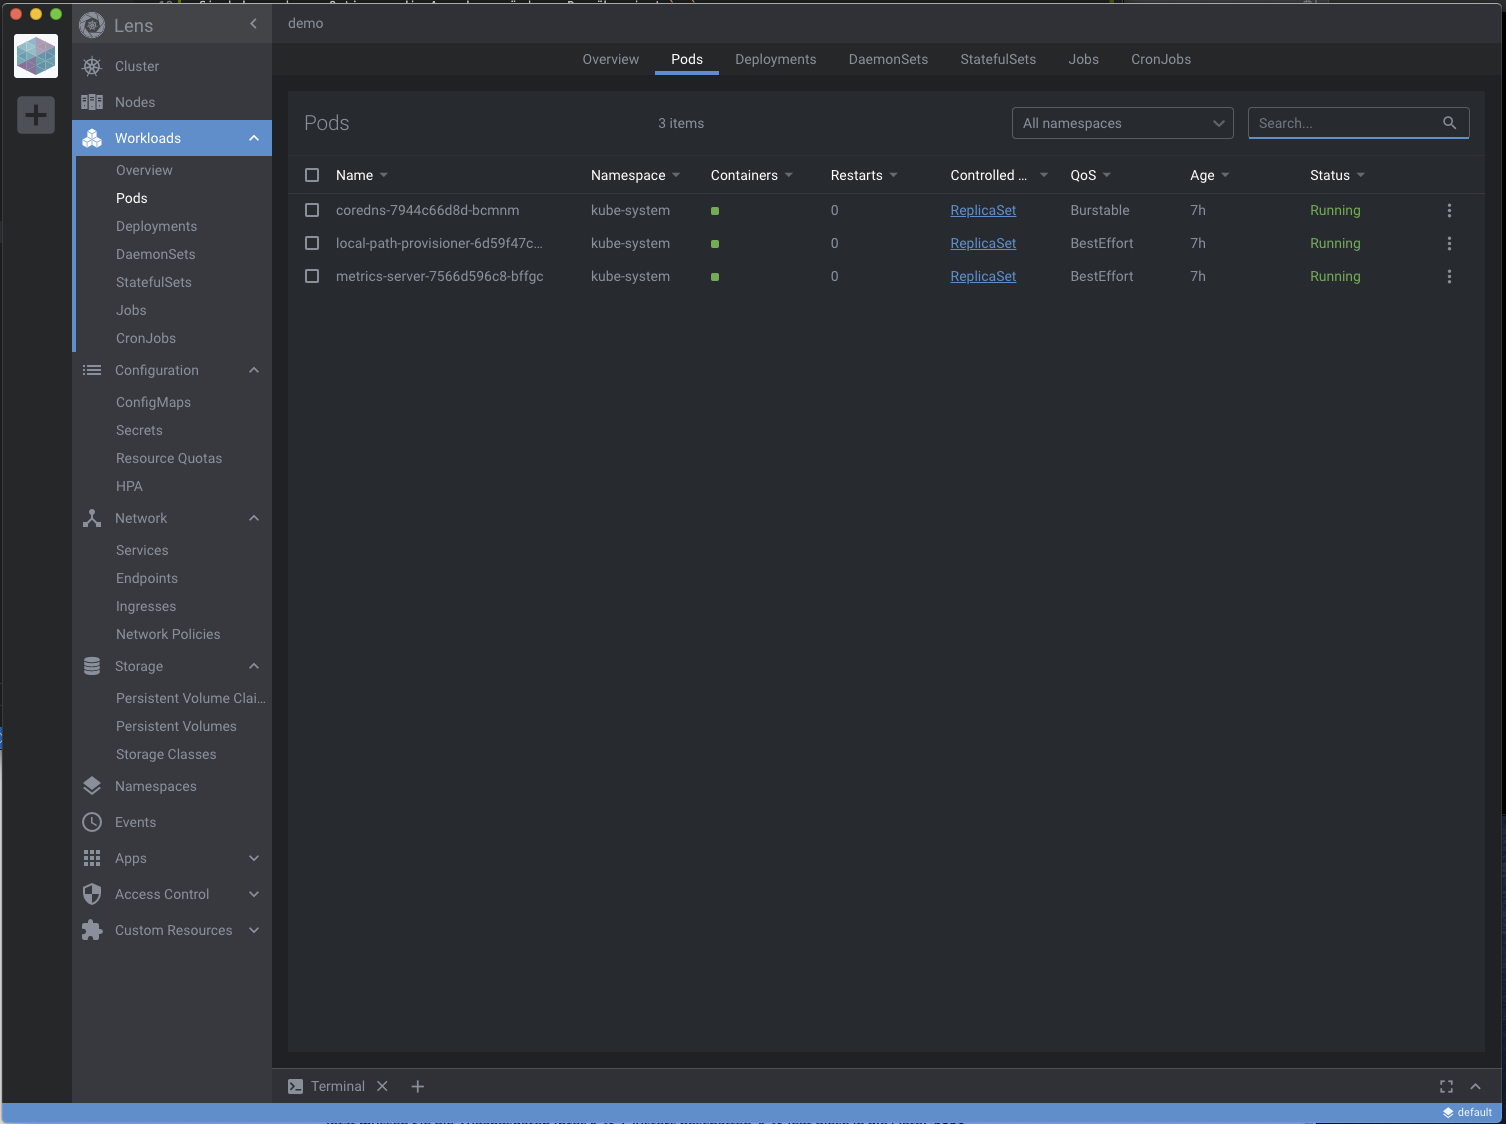 Lens
demo
Cluster
Nodes
Workloads
Overview
Pods
Deployments
DaemonSets
StatefulSets
Jobs
CronJobs
Configuration
ConfigMaps
Secrets
Resource Quotas
HPA
Network
Services
Endpoints
Ingresses
Network Policies
Storage
Persistent Volume Clai...
Persistent Volumes
Storage Classes
Namespaces
Events
Apps
Access Control
Custom Resources
Overview Pods Deployments DaemonSets StatefulSets Jobs CronJobs
Pods 3 items All namespaces Search...
Name Namespace Containers Restarts Controlled ... QoS Age Status
coredns-7944c66d8d-bcmnm kube-system 0 ReplicaSet Burstable 7h Running
local-path-provisioner-6d59f47c... kube-system 0 ReplicaSet BestEffort 7h Running
metrics-server-7566d596c8-bffgc kube-system 0 ReplicaSet BestEffort 7h Running
Terminal
default